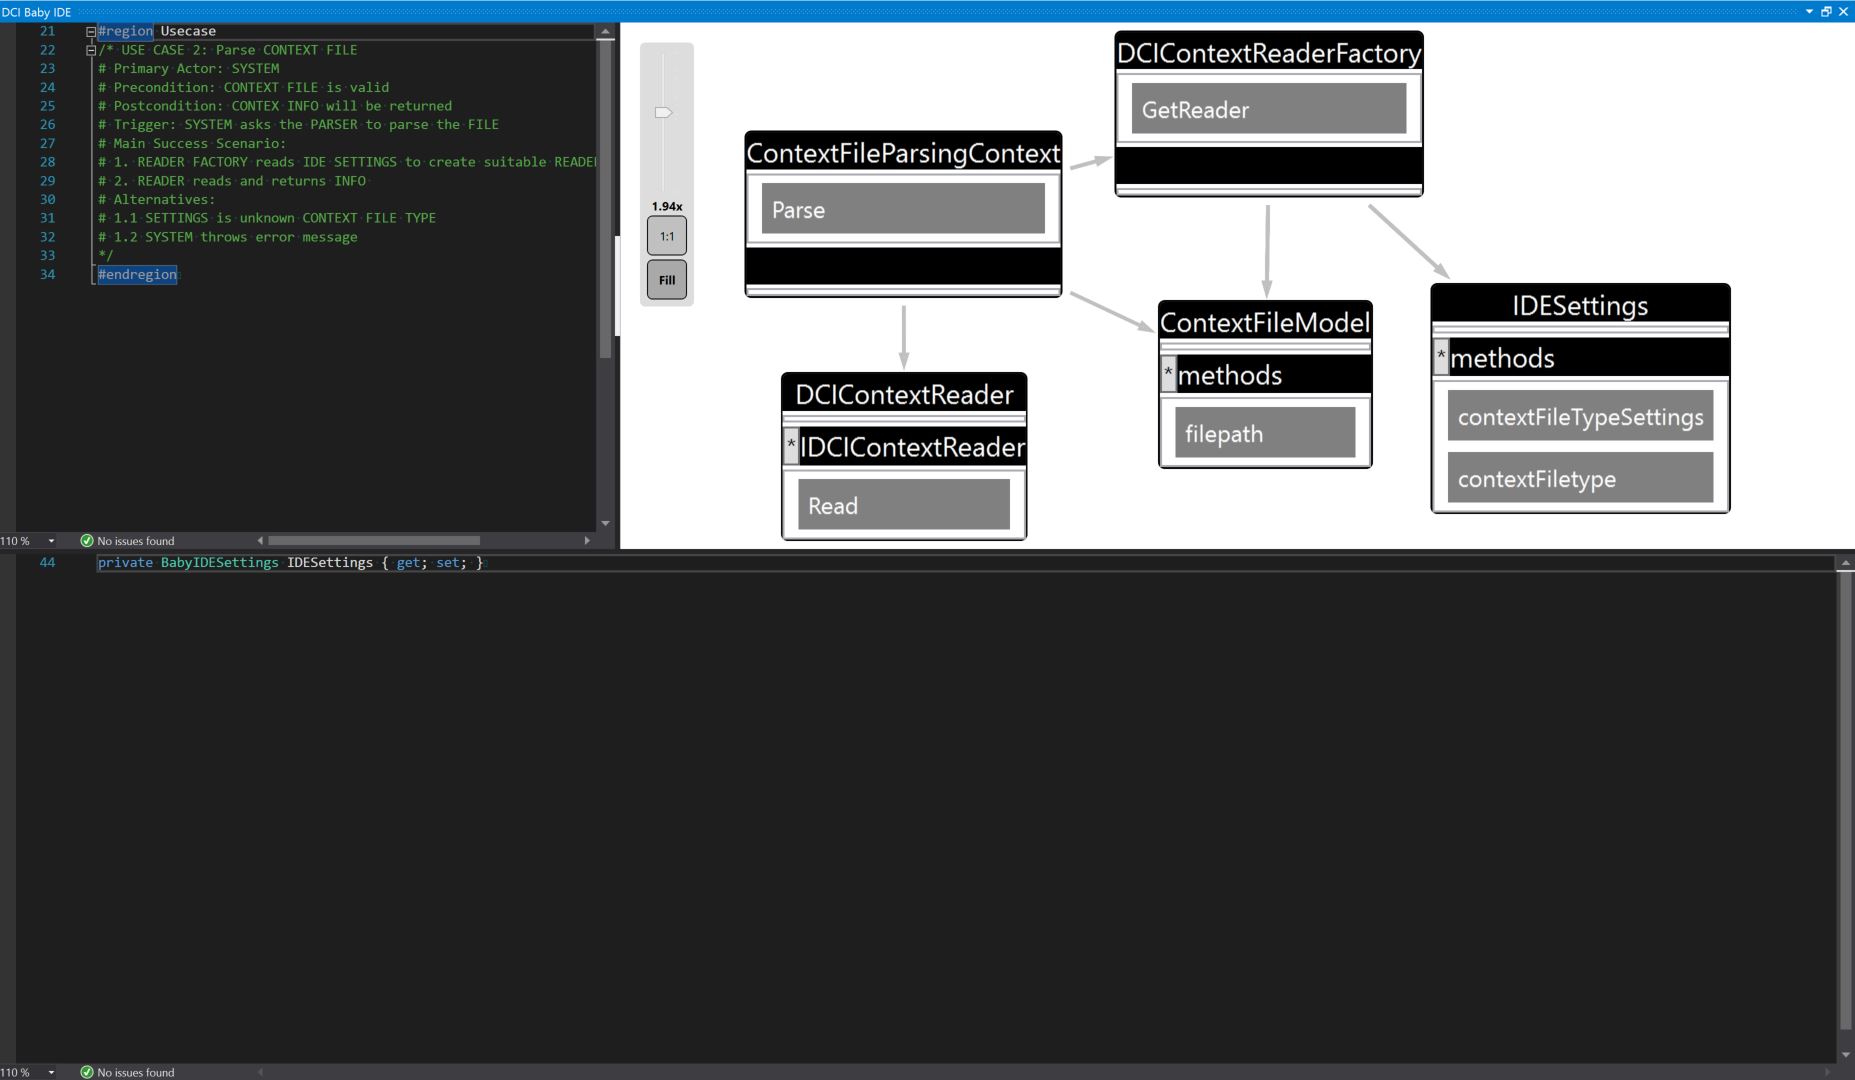 DCI Baby IDE
21 #region Usecase
22 /* USE CASE 2: Parse CONTEXT FILE
23 # Primary Actor: SYSTEM
24 # Precondition: CONTEXT FILE is valid
25 # Postcondition: CONTEX INFO will be returned
26 # Trigger: SYSTEM asks the PARSER to parse the FILE
27 # Main Success Scenario:
28 # 1. READER FACTORY reads IDE SETTINGS to create suitable READER
29 # 2. READER reads and returns INFO
30 # Alternatives:
31 # 1.1 SETTINGS is unknown CONTEXT FILE TYPE
32 # 1.2 SYSTEM throws error message
33 */
34 #endregion
110 % No issues found
1.94x
1:1
Fill
ContextFileParsingContext
Parse
DCIContextReaderFactory
GetReader
DCIContextReader
* IDCIContextReader
Read
ContextFileModel
* methods
filepath
IDESettings
* methods
contextFileTypeSettings
contextFiletype
44 private BabyIDESettings IDESettings { get; set; }
110 % No issues found